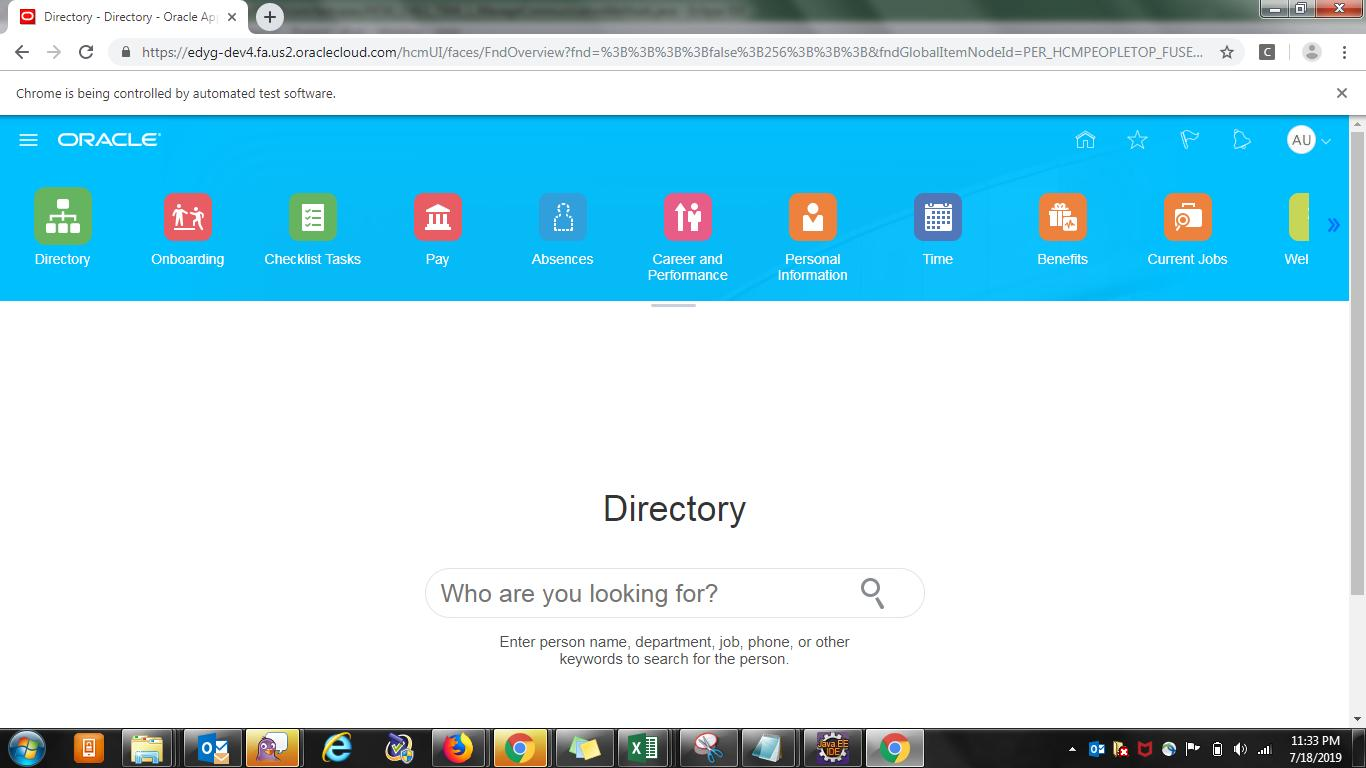 Directory - Directory - Oracle Ap
https://edyg-dev4.fa.us2.oraclecloud.com/hcmUI/faces/FndOverview?fnd=%3B%3B%3B%3Bfalse%3B256%3B%3B%3B&fndGlobalItemNodeId=PER_HCMPEOPLETOP_FUSE...
C
Chrome is being controlled by automated test software.
ORACLE
AU
Directory
Onboarding
Checklist Tasks
Pay
Absences
Career and
Performance
Personal
Information
Time
Benefits
Current Jobs
Wel
Directory
Who are you looking for?
Enter person name, department, job, phone, or other
keywords to search for the person.
Java EE
IDE
11:33 PM
7/18/2019